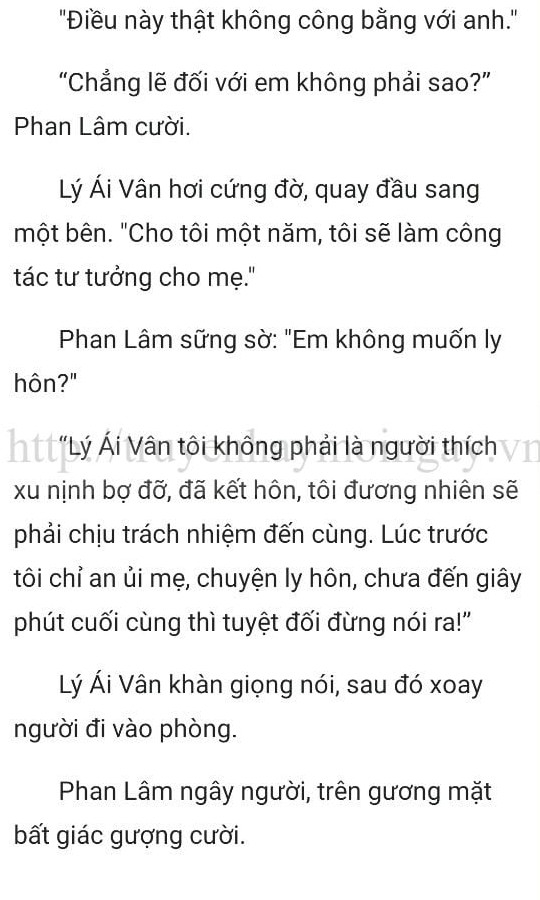 "Điều này thật không công bằng với anh."
“Chẳng lẽ đối với em không phải sao?”
Phan Lâm cười.
Lý Ái Vân hơi cứng đờ, quay đầu sang
một bên. "Cho tôi một năm, tôi sẽ làm công
tác tư tưởng cho mẹ."
Phan Lâm sững sờ: "Em không muốn ly
hôn?"
“Lý Ái Vân tôi không phải là người thích
http://truyenhaymoingay.vn
xu nịnh bợ đỡ, đã kết hôn, tôi đương nhiên sẽ
phải chịu trách nhiệm đến cùng. Lúc trước
tôi chỉ an ủi mẹ, chuyện ly hôn, chưa đến giây
phút cuối cùng thì tuyệt đối đừng nói ra!”
Lý Ái Vân khàn giọng nói, sau đó xoay
người đi vào phòng.
Phan Lâm ngây người, trên gương mặt
bất giác gượng cười.